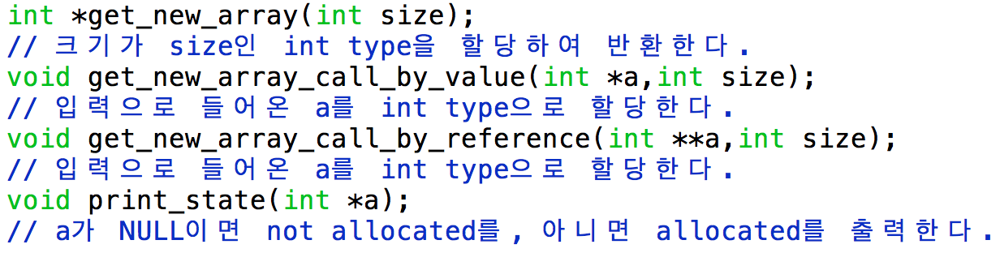 int *get_new_array(int size);
// 크기가 size인 int type을 할당하여 반환한다.
void get_new_array_call_by_value(int *a,int size);
// 입력으로 들어온 a를 int type으로 할당한다.
void get_new_array_call_by_reference(int **a,int size);
// 입력으로 들어온 a를 int type으로 할당한다.
void print_state(int *a);
// a가 NULL이면 not allocated를, 아니면 allocated를 출력한다.